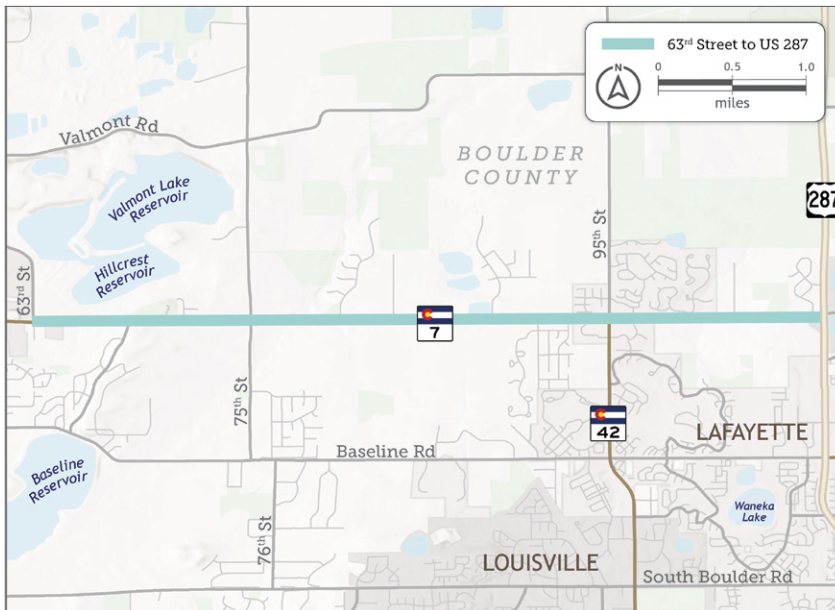 63rd Street to US 287
N
0 0.5 1.0
miles
Valmont Rd
BOULDER
COUNTY
Valmont Lake
Reservoir
287
95th St
63rd St
Hillcrest
Reservoir
7
75th St
42
LAFAYETTE
Baseline Rd
Baseline
Reservoir
Waneka
Lake
76th St
LOUISVILLE
South Boulder Rd